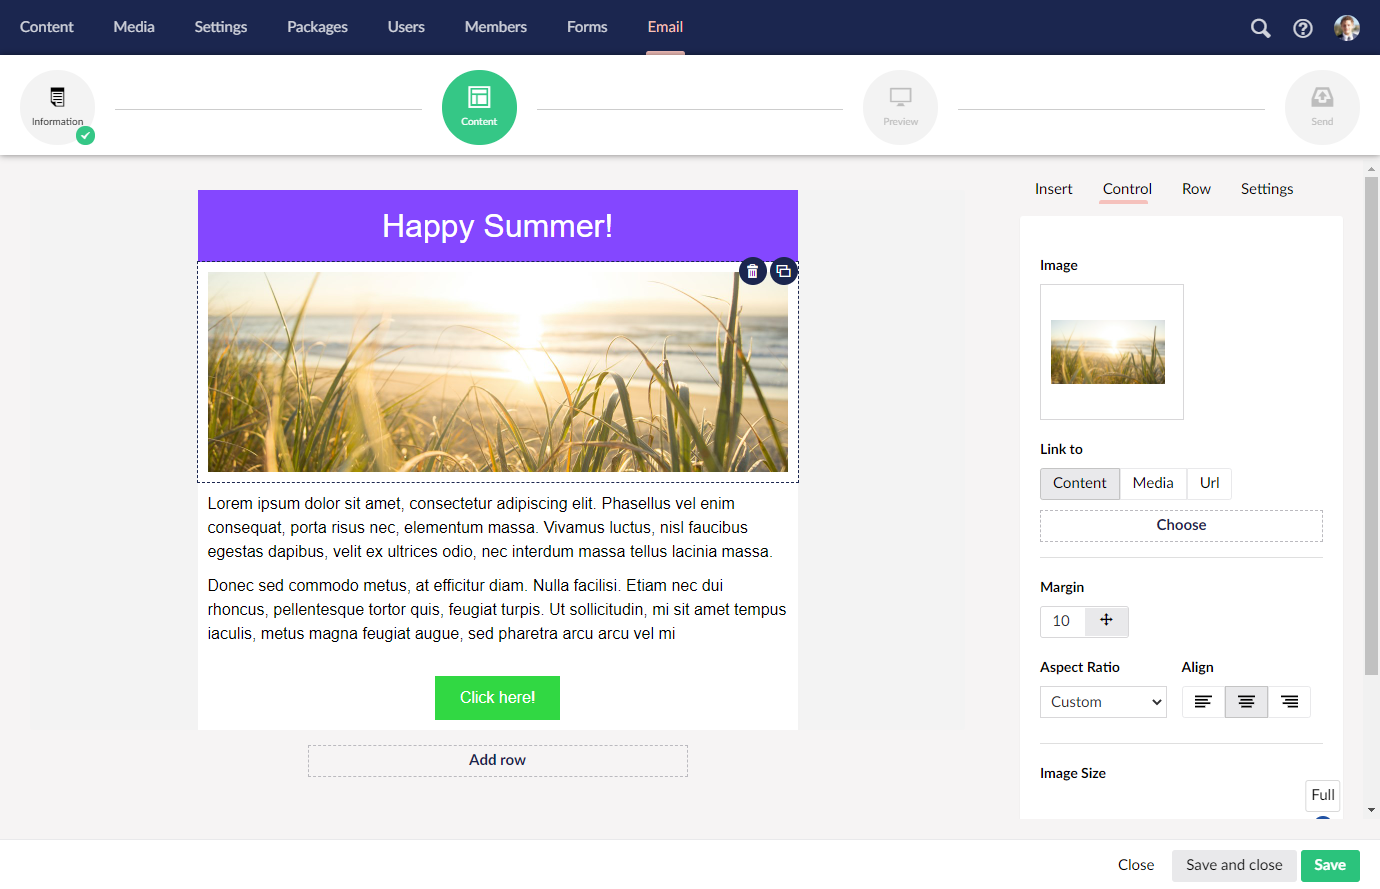 Content Media Settings Packages Users Members Forms Email
Information Content Preview Send
Insert Control Row Settings
Happy Summer!
Lorem ipsum dolor sit amet, consectetur adipiscing elit. Phasellus vel enim
consequat, porta risus nec, elementum massa. Vivamus luctus, nisl faucibus
egestas dapibus, velit ex ultrices odio, nec interdum massa tellus lacinia massa.
Donec sed commodo metus, at efficitur diam. Nulla facilisi. Etiam nec dui
rhoncus, pellentesque tortor quis, feugiat turpis. Ut sollicitudin, mi sit amet tempus
iaculis, metus magna feugiat augue, sed pharetra arcu arcu vel mi
Click here!
Add row
Image
Link to
Content Media Url
Choose
Margin
10
Aspect Ratio Align
Custom
Image Size
Full
Close Save and close Save